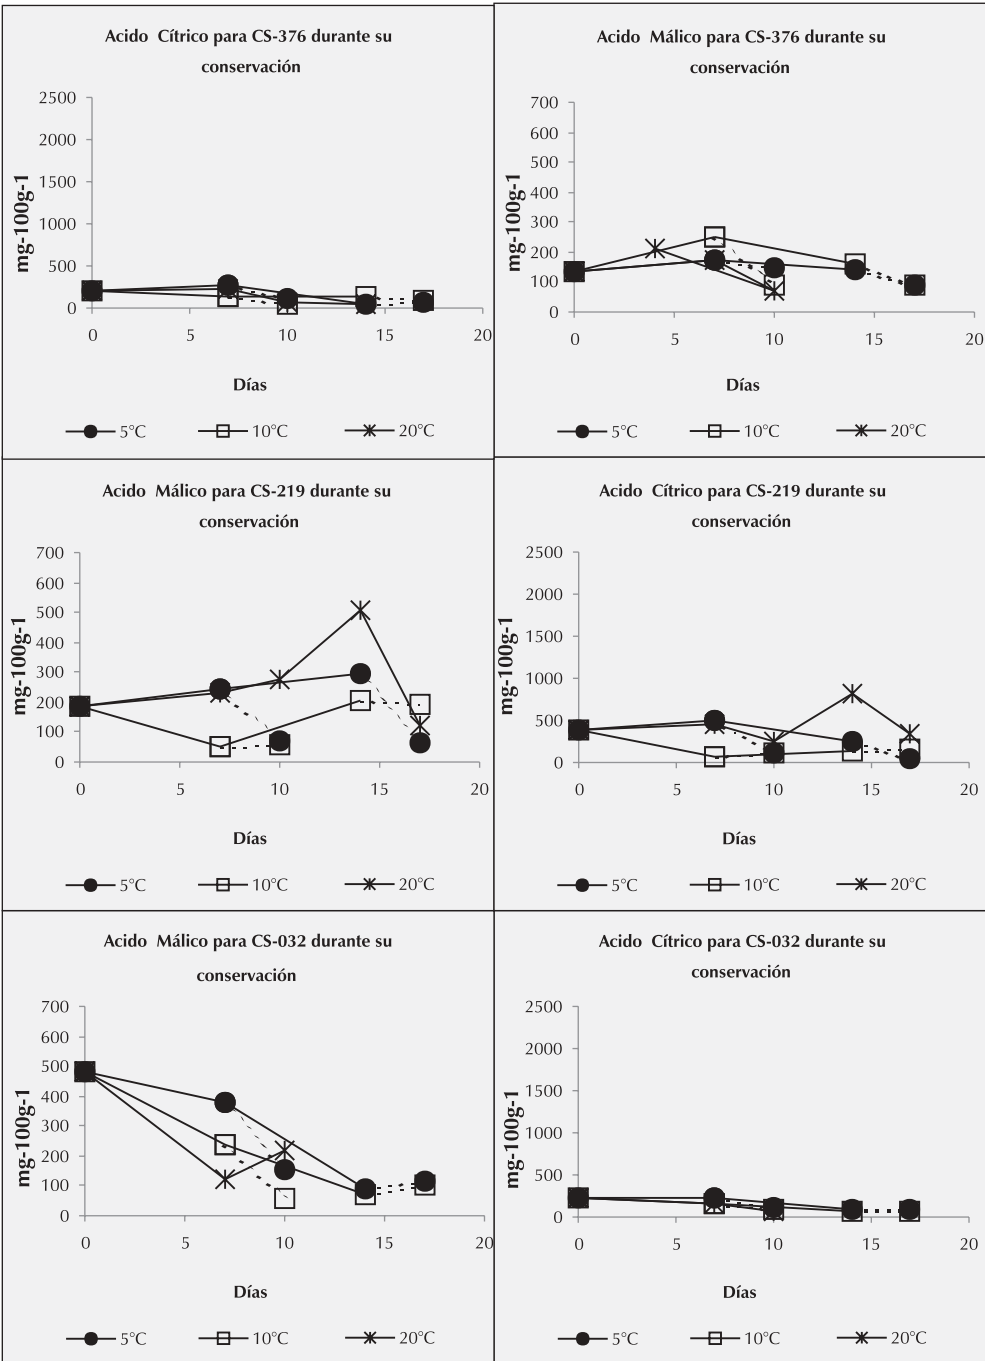 Acido Cítrico para CS-376 durante su
conservación
mg-100g-1
2500
2000
1500
1000
500
0
0 5 10 15 20
Días
5°C 10°C 20°C
Acido Málico para CS-376 durante su
conservación
mg-100g-1
700
600
500
400
300
200
100
0
0 5 10 15 20
Días
5°C 10°C 20°C
Acido Málico para CS-219 durante su
conservación
mg-100g-1
700
600
500
400
300
200
100
0
0 5 10 15 20
Días
5°C 10°C 20°C
Acido Cítrico para CS-219 durante su
conservación
mg-100g-1
2500
2000
1500
1000
500
0
0 5 10 15 20
Días
5°C 10°C 20°C
Acido Málico para CS-032 durante su
conservación
mg-100g-1
700
600
500
400
300
200
100
0
0 5 10 15 20
Días
5°C 10°C 20°C
Acido Cítrico para CS-032 durante su
conservación
mg-100g-1
2500
2000
1500
1000
500
0
0 5 10 15 20
Días
5°C 10°C 20°C